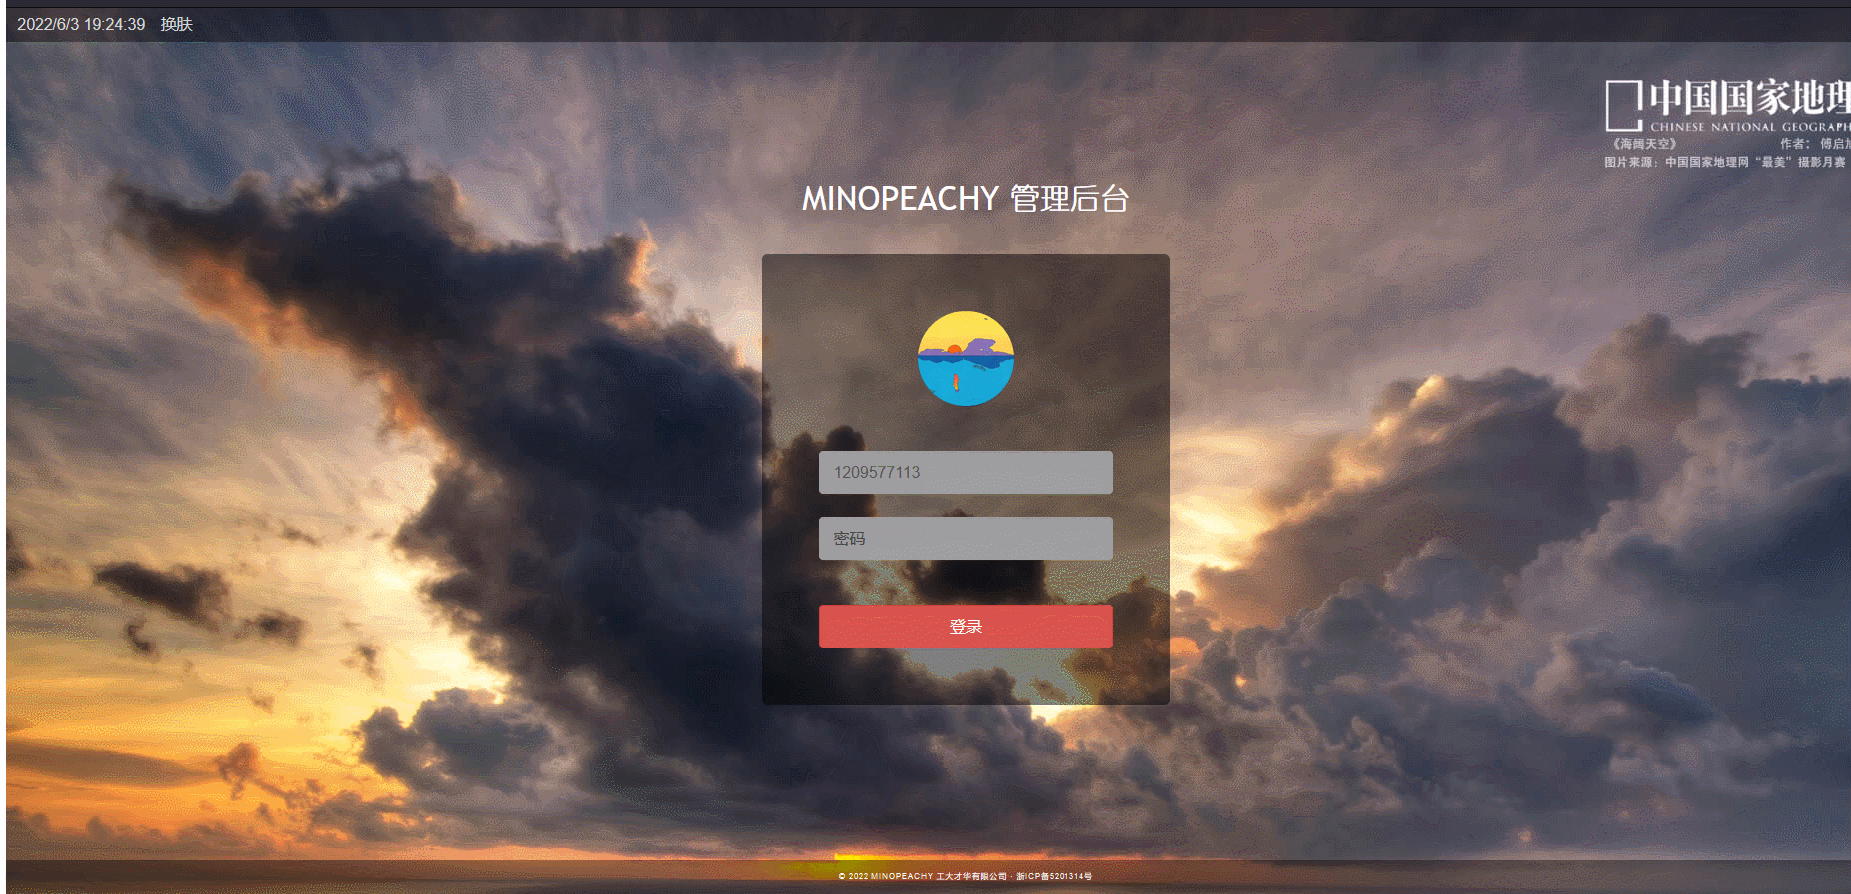 2022/6/3 19:24:39 换肤
中国国家地理
CHINESE NATIONAL GEOGRAPH
《海阔天空》 作者： 傅启旭
图片来源：中国国家地理网“最美”摄影月赛
MINOPEACHY 管理后台
1209577113
密码
登录
© 2022 MINOPEACHY 工大才华有限公司 · 浙ICP备5201314号